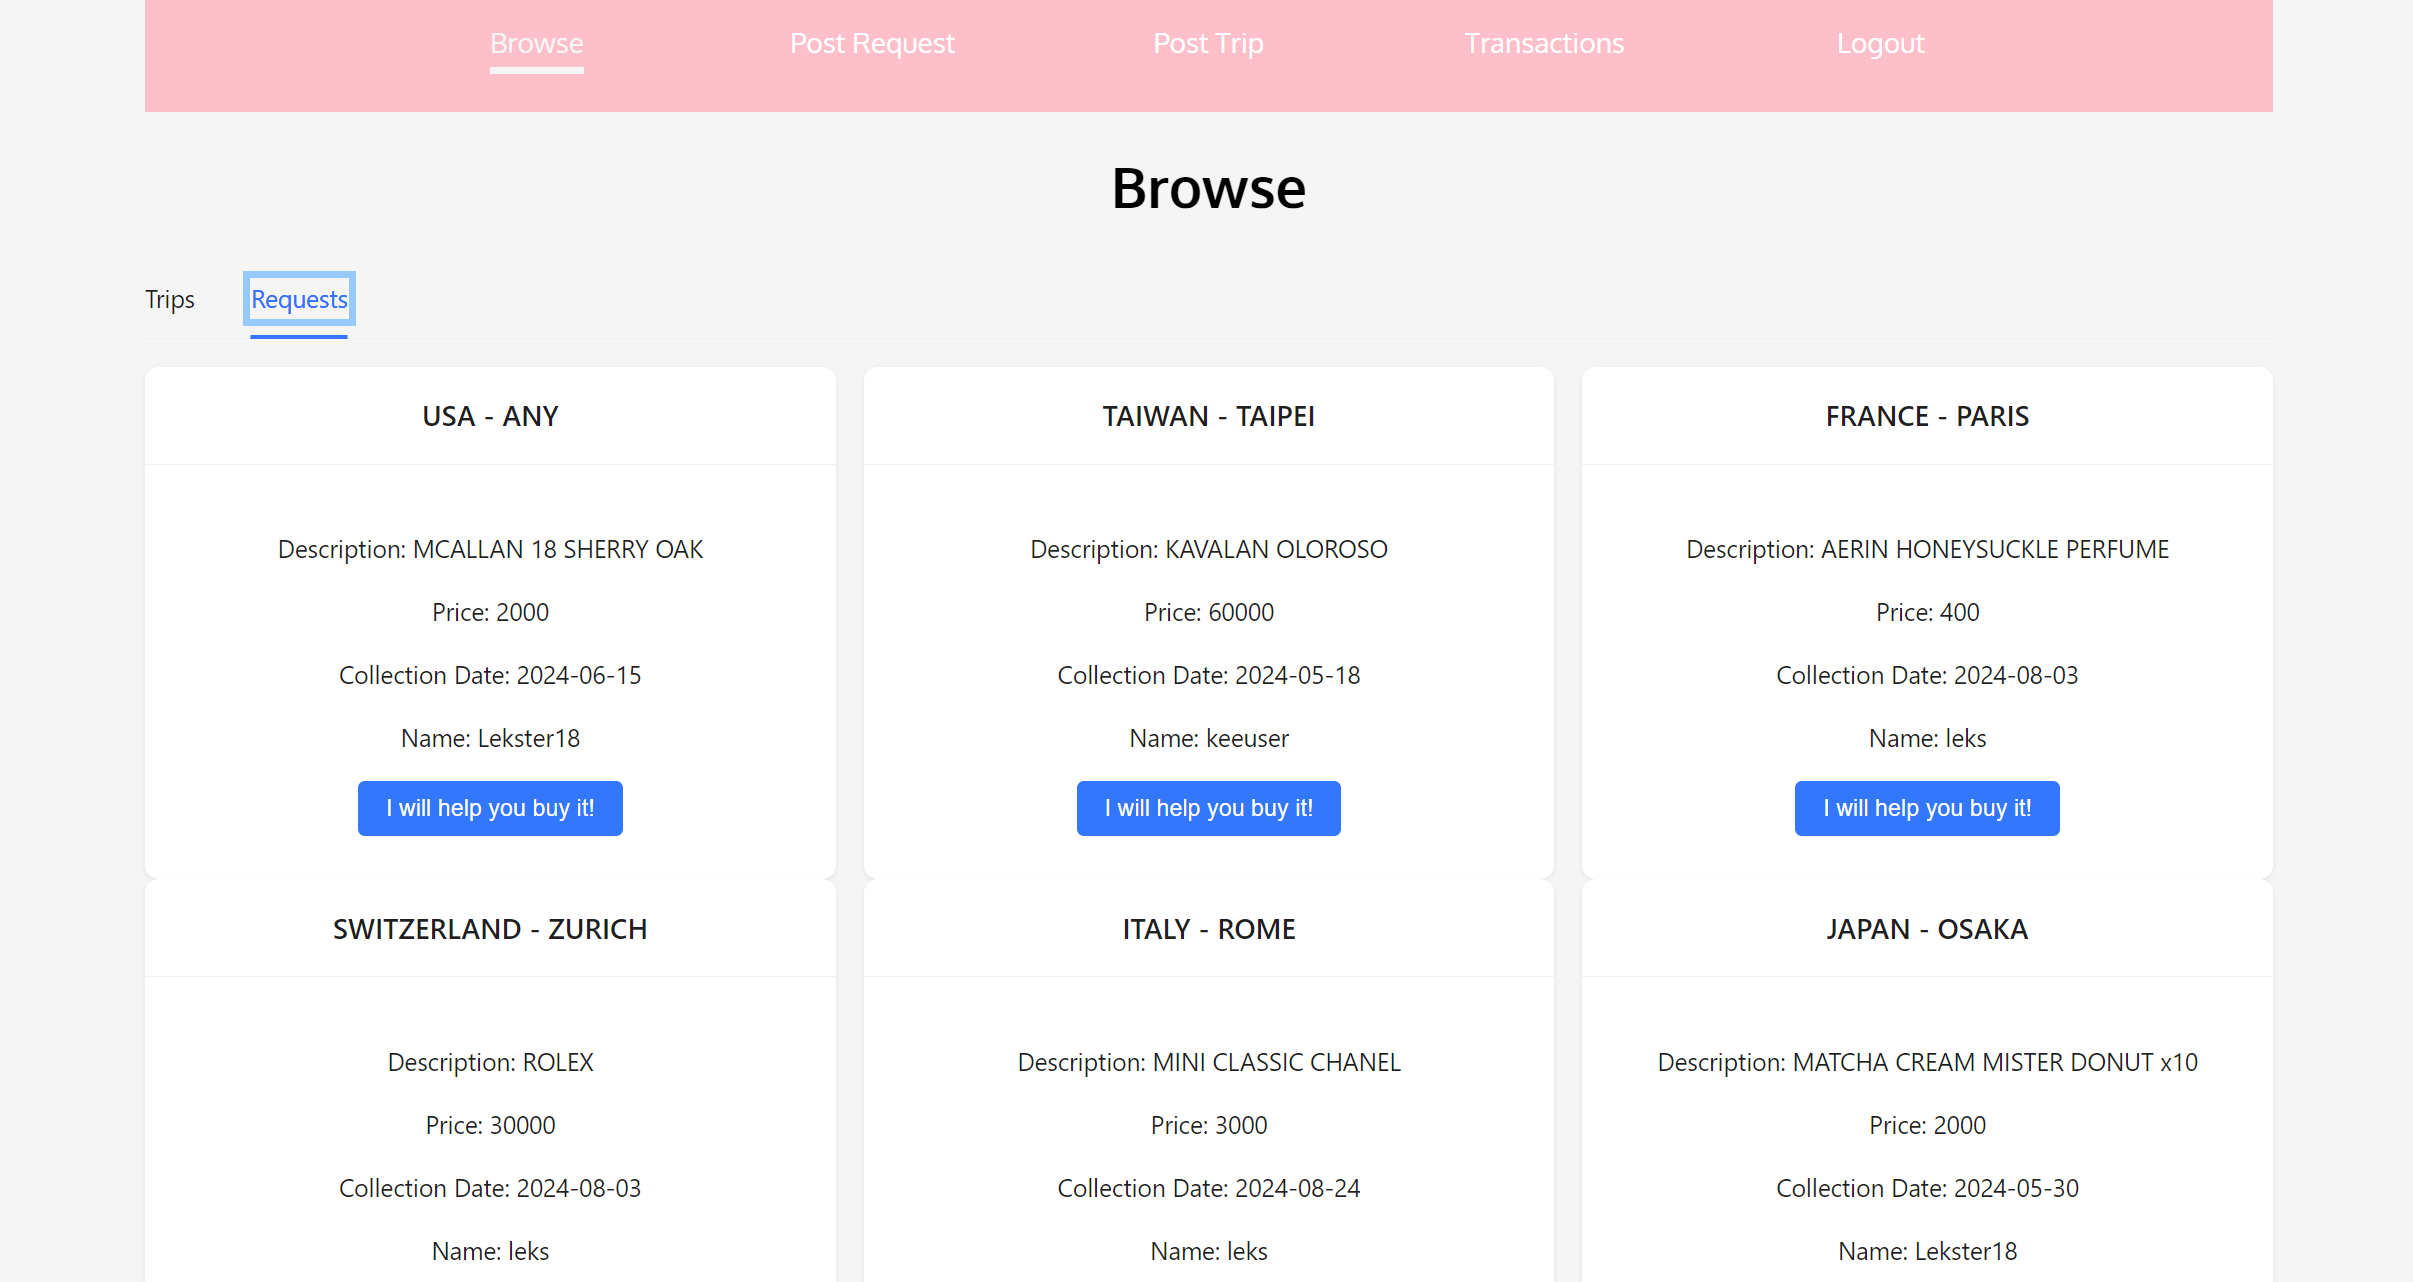 Browse Post Request Post Trip Transactions Logout
Browse
Trips Requests
USA - ANY
Description: MCALLAN 18 SHERRY OAK
Price: 2000
Collection Date: 2024-06-15
Name: Lekster18
I will help you buy it!
TAIWAN - TAIPEI
Description: KAVALAN OLOROSO
Price: 60000
Collection Date: 2024-05-18
Name: keeuser
I will help you buy it!
FRANCE - PARIS
Description: AERIN HONEYSUCKLE PERFUME
Price: 400
Collection Date: 2024-08-03
Name: leks
I will help you buy it!
SWITZERLAND - ZURICH
Description: ROLEX
Price: 30000
Collection Date: 2024-08-03
Name: leks
ITALY - ROME
Description: MINI CLASSIC CHANEL
Price: 3000
Collection Date: 2024-08-24
Name: leks
JAPAN - OSAKA
Description: MATCHA CREAM MISTER DONUT x10
Price: 2000
Collection Date: 2024-05-30
Name: Lekster18